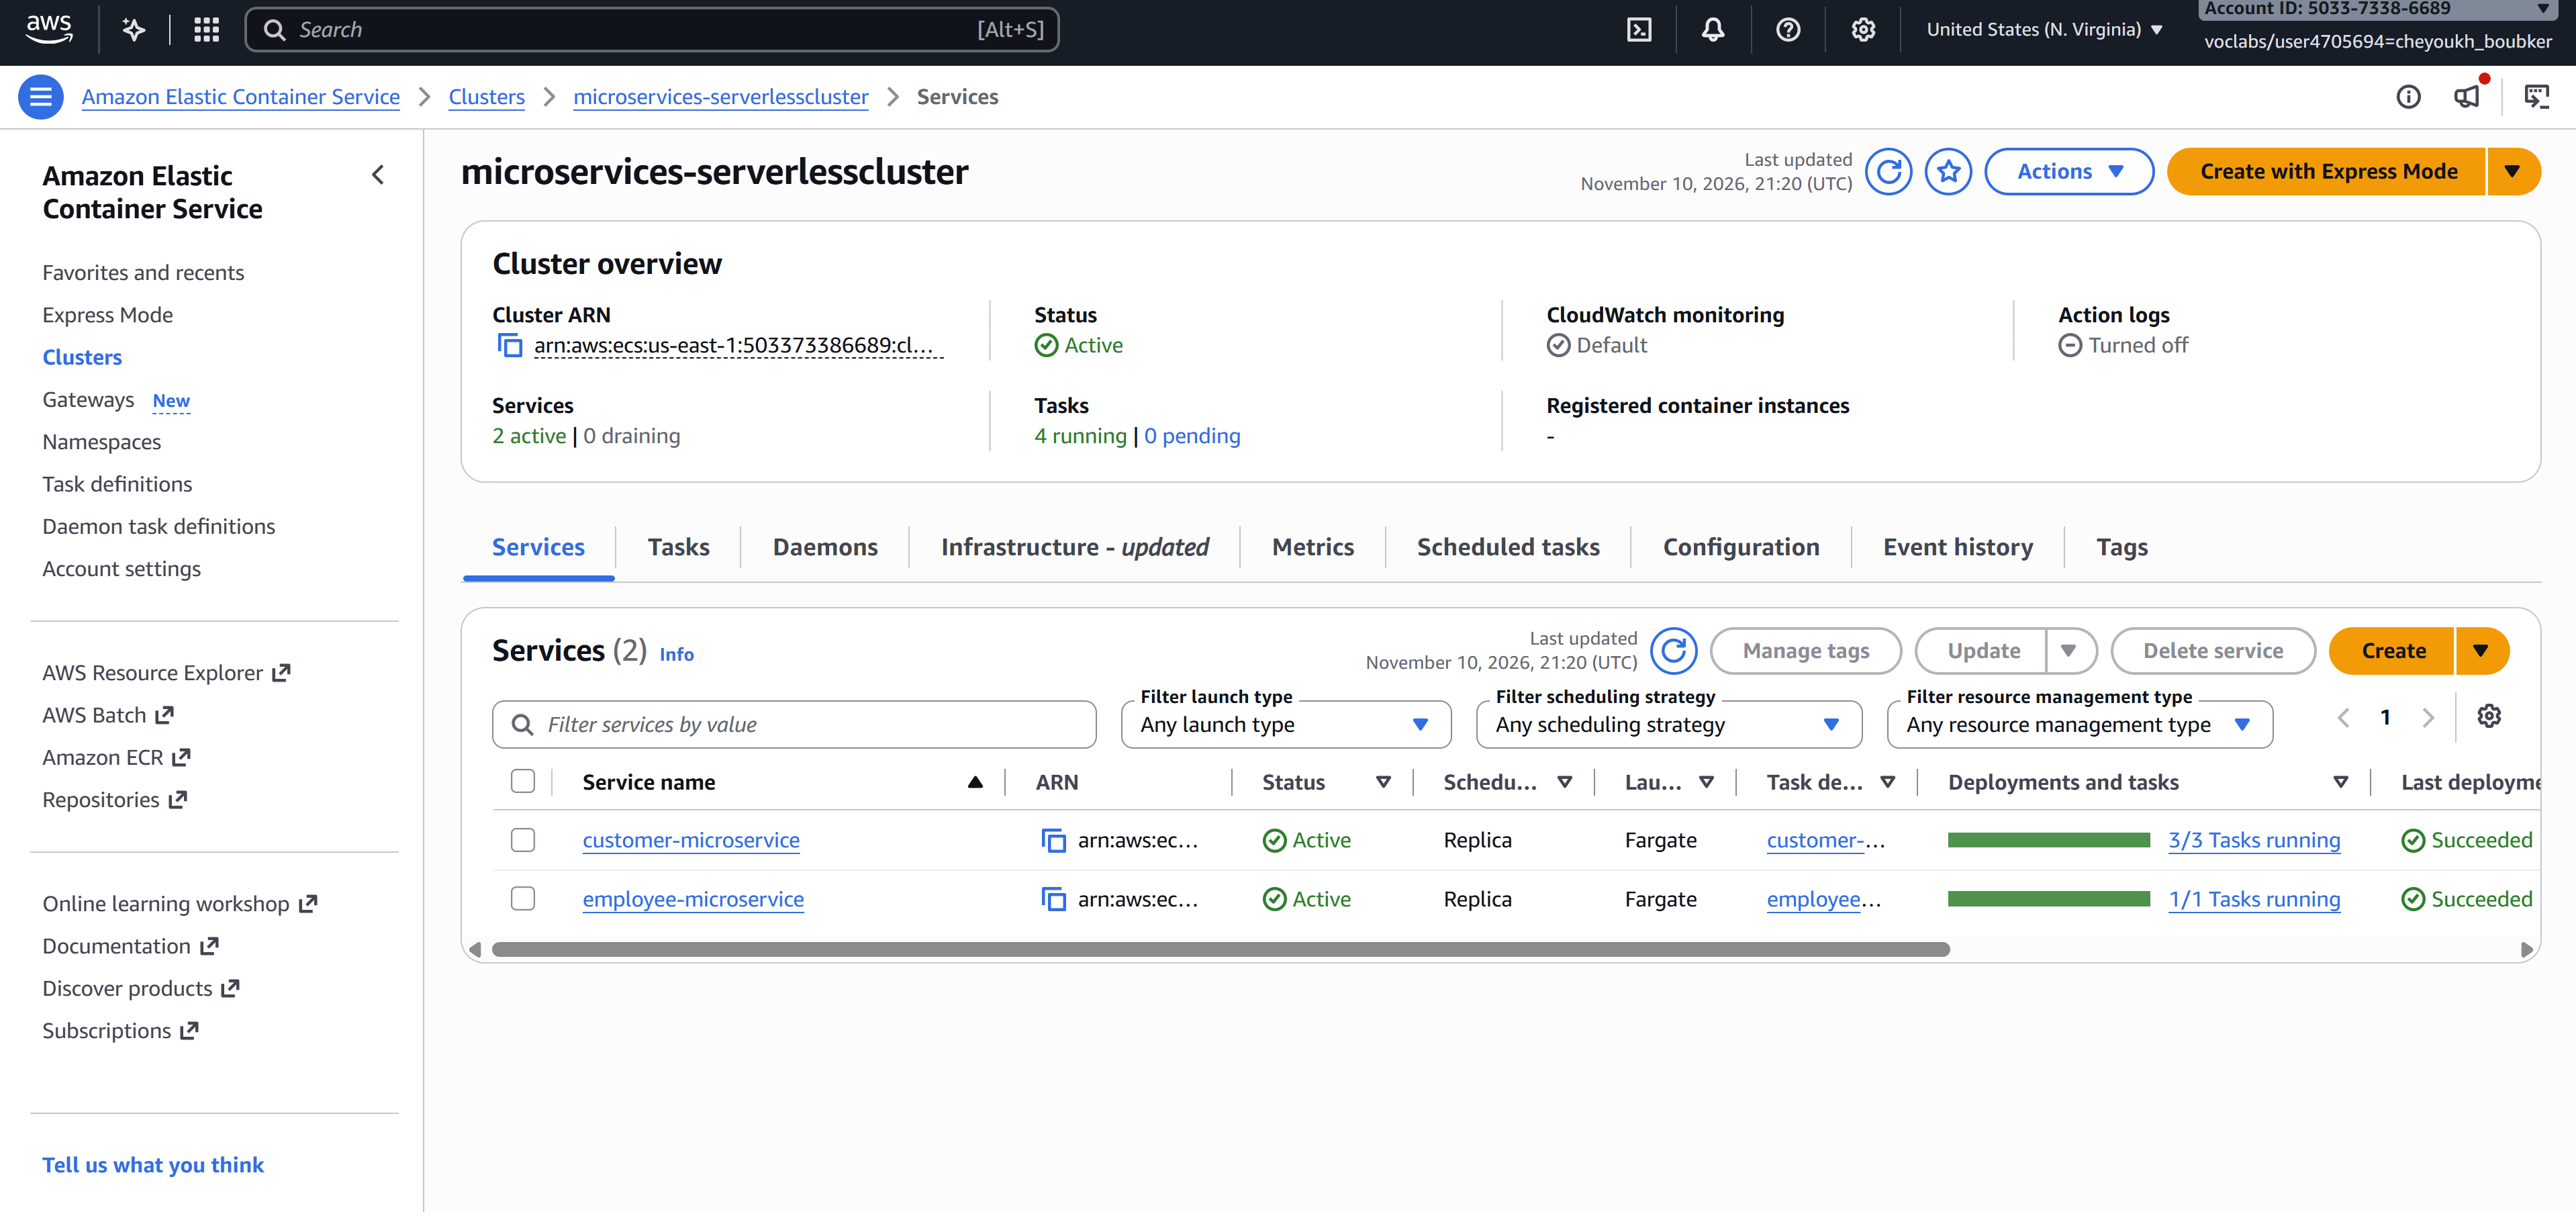 aws
Search
[Alt+S]
United States (N. Virginia)
Account ID: 5033-7338-6689
voclabs/user4705694=cheyoukh_boubker
Amazon Elastic Container Service
Clusters
microservices-serverlesscluster
Services
Amazon Elastic
Container Service
Favorites and recents
Express Mode
Clusters
Gateways New
Namespaces
Task definitions
Daemon task definitions
Account settings
AWS Resource Explorer
AWS Batch
Amazon ECR
Repositories
Online learning workshop
Documentation
Discover products
Subscriptions
Tell us what you think
microservices-serverlesscluster
Last updated
November 10, 2026, 21:20 (UTC)
Actions
Create with Express Mode
Cluster overview
Cluster ARN
arn:aws:ecs:us-east-1:503373386689:cl...
Status
Active
CloudWatch monitoring
Default
Action logs
Turned off
Services
2 active | 0 draining
Tasks
4 running | 0 pending
Registered container instances
-
Services
Tasks
Daemons
Infrastructure - updated
Metrics
Scheduled tasks
Configuration
Event history
Tags
Services (2) Info
Last updated
November 10, 2026, 21:20 (UTC)
Manage tags
Update
Delete service
Create
Filter services by value
Filter launch type
Any launch type
Filter scheduling strategy
Any scheduling strategy
Filter resource management type
Any resource management type
1
Service name
ARN
Status
Schedu...
Lau...
Task de...
Deployments and tasks
Last deployme
customer-microservice
arn:aws:ec...
Active
Replica
Fargate
customer-...
3/3 Tasks running
Succeeded
employee-microservice
arn:aws:ec...
Active
Replica
Fargate
employee...
1/1 Tasks running
Succeeded